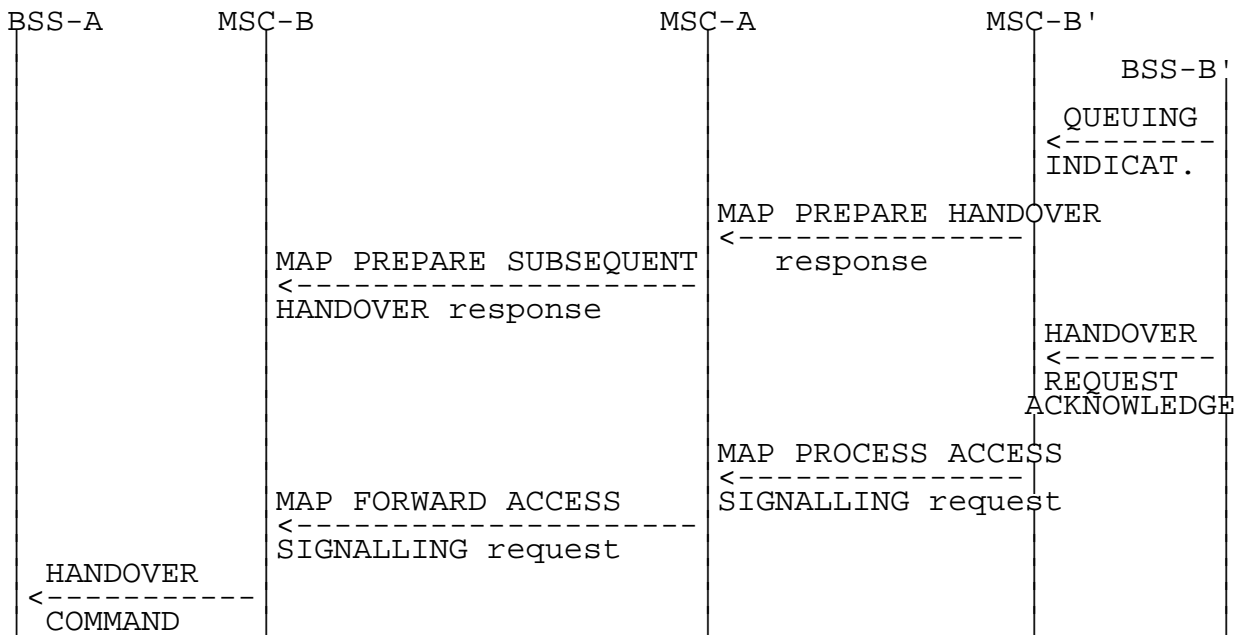 BSS-A MSC-B MSC-A MSC-B'
BSS-B'
QUEUING
INDICAT.
MAP PREPARE HANDOVER
response
MAP PREPARE SUBSEQUENT
HANDOVER response
HANDOVER
REQUEST
ACKNOWLEDGE
MAP PROCESS ACCESS
SIGNALLING request
MAP FORWARD ACCESS
SIGNALLING request
HANDOVER
COMMAND